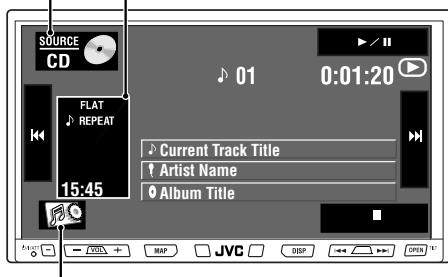 SOURCE
CD
♪ 01 0:01:20
FLAT
♪ REPEAT
Current Track Title
Artist Name
Album Title
15:45
VOL
MAP
JVC
DISP
OPEN
TILT